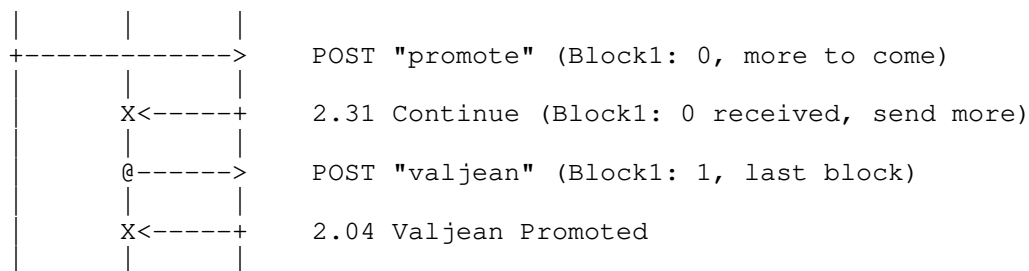 POST "promote" (Block1: 0, more to come)
X 2.31 Continue (Block1: 0 received, send more)
@ POST "valjean" (Block1: 1, last block)
X 2.04 Valjean Promoted